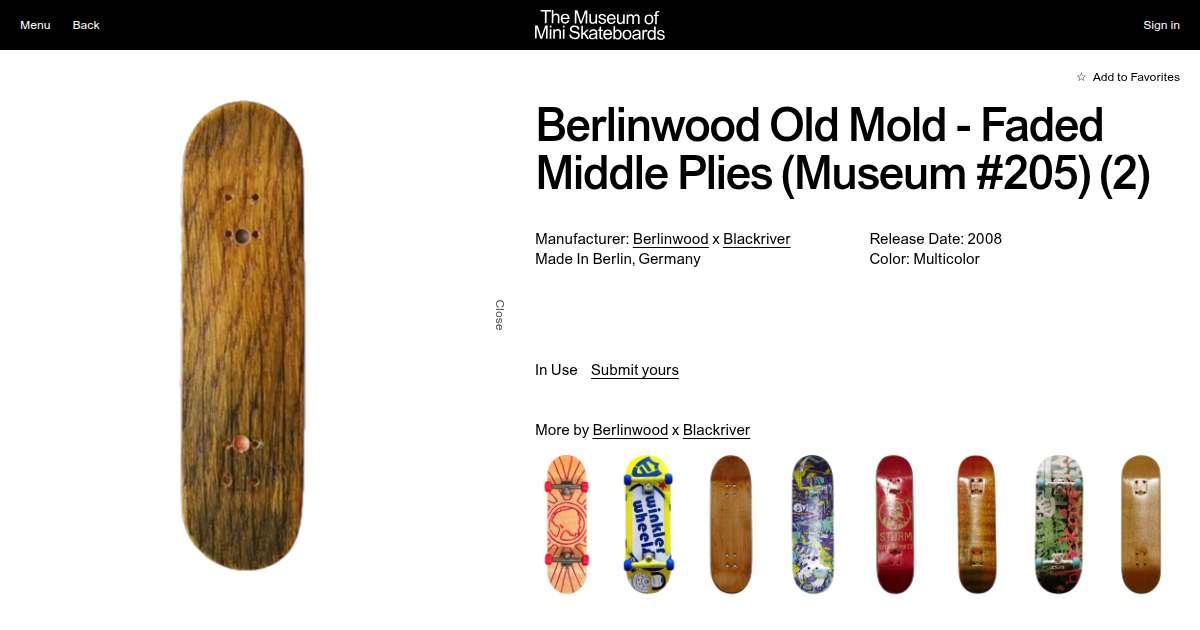 Menu
Back
The Museum of
Mini Skateboards
Sign in
☆ Add to Favorites
Berlinwood Old Mold - Faded
Middle Plies (Museum #205) (2)
Manufacturer: Berlinwood x Blackriver
Made In Berlin, Germany
Release Date: 2008
Color: Multicolor
Close
In Use
Submit yours
More by Berlinwood x Blackriver
winkler
wheels
STURM